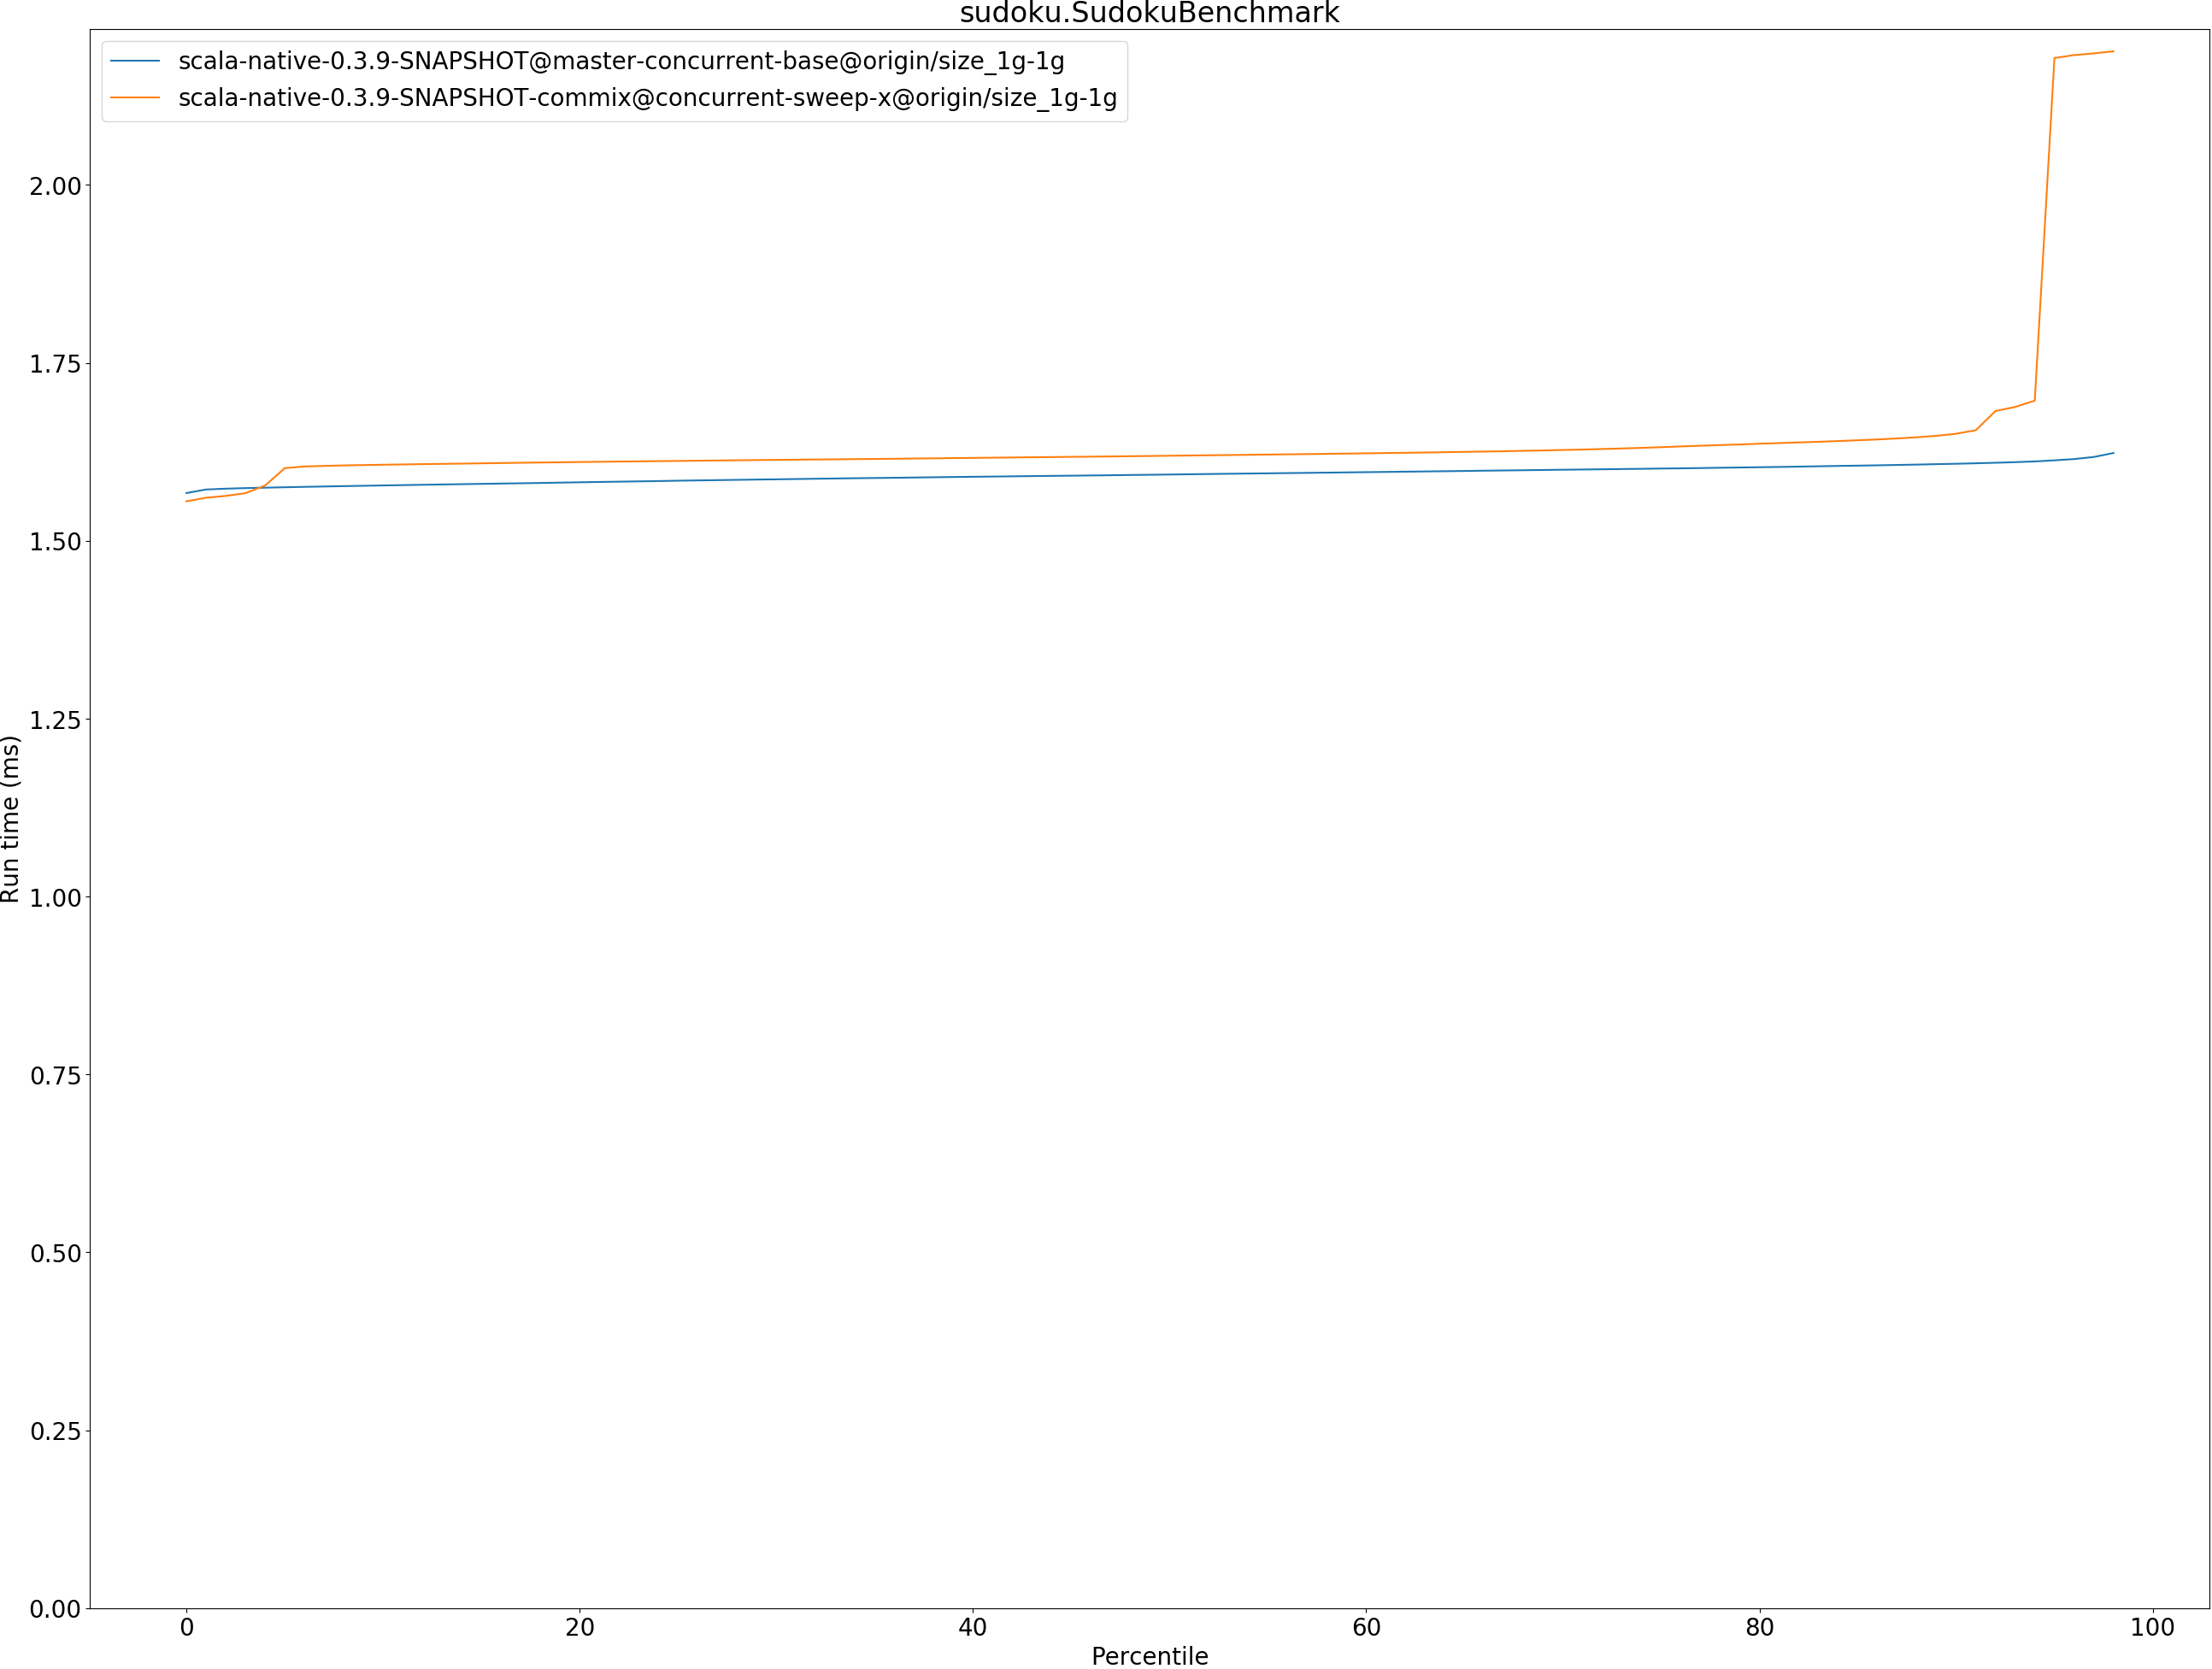 sudoku.SudokuBenchmark
scala-native-0.3.9-SNAPSHOT@master-concurrent-base@origin/size_1g-1g
scala-native-0.3.9-SNAPSHOT-commix@concurrent-sweep-x@origin/size_1g-1g
2.00
1.75
1.50
1.25
1.00
0.75
0.50
0.25
0.00
Run time (ms)
0 20 40 60 80 100
Percentile